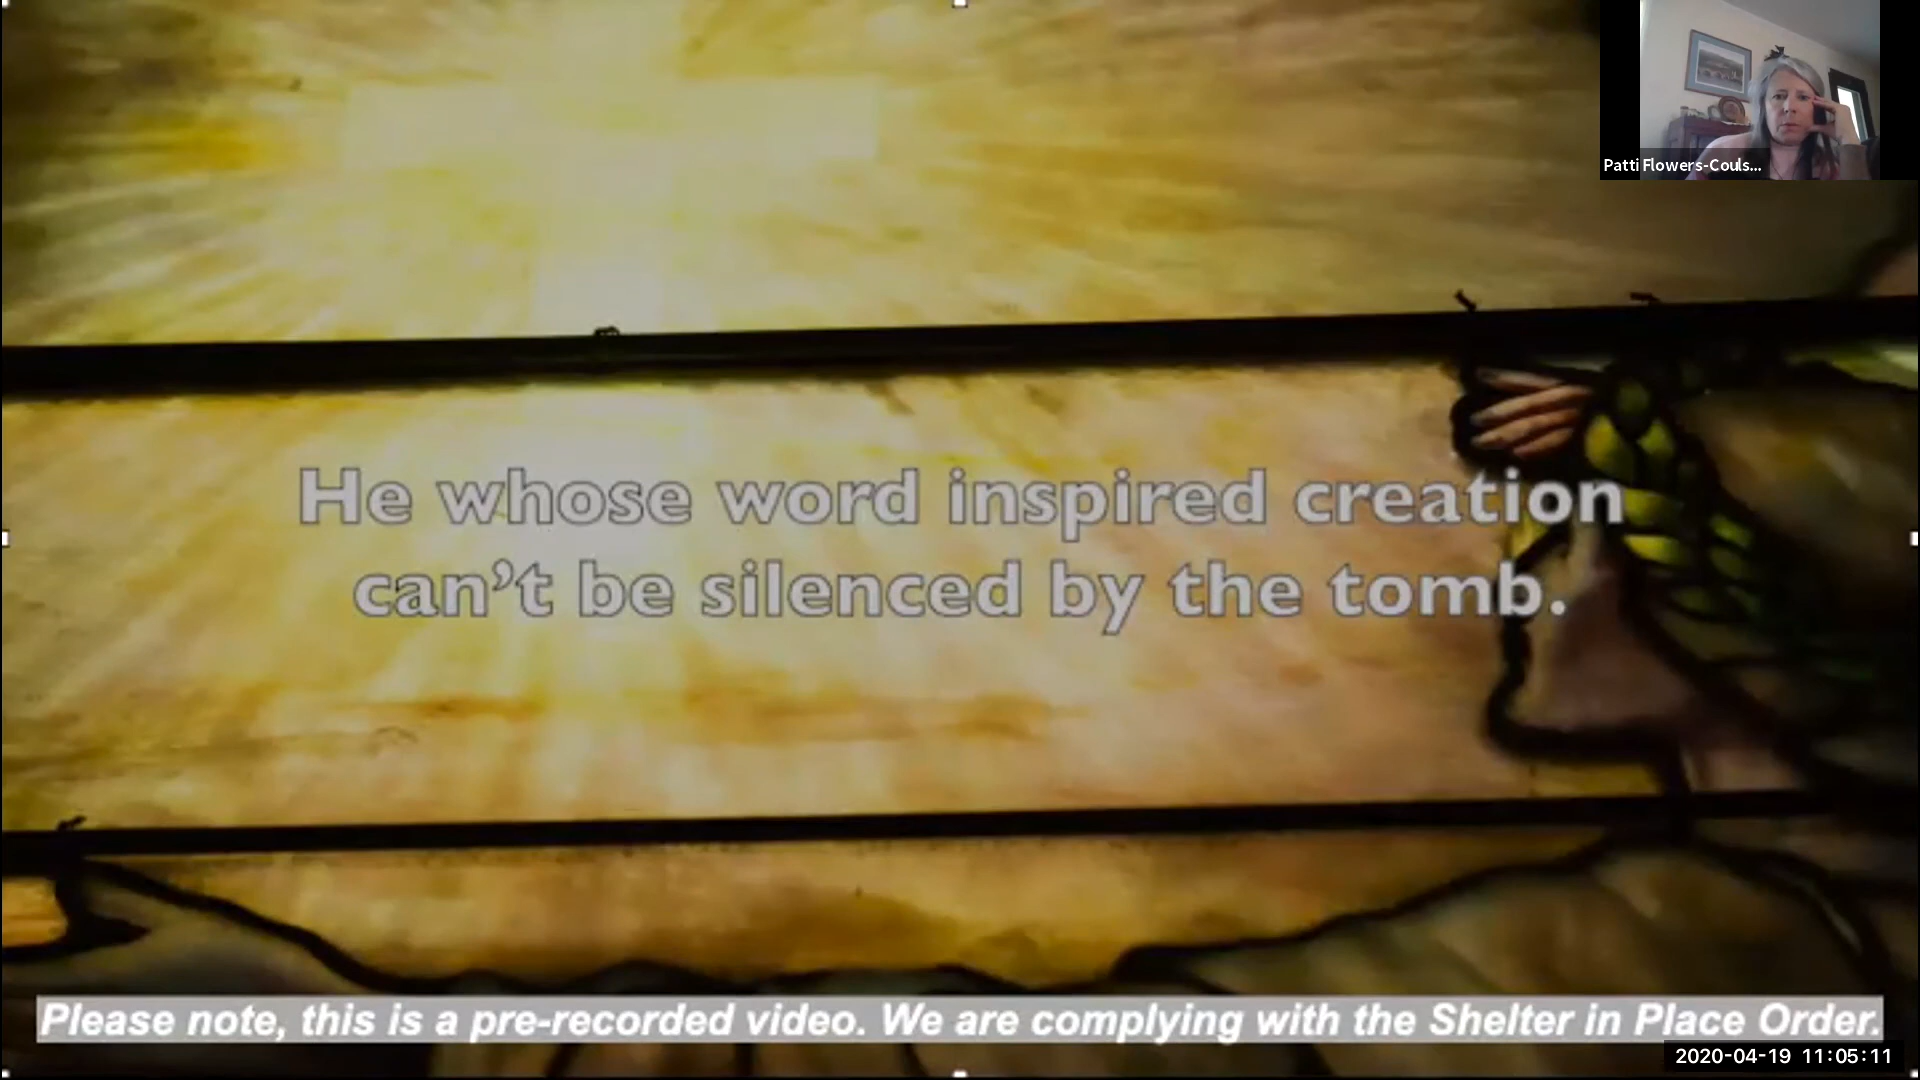 Patti Flowers-Couls...
He whose word inspired creation
can't be silenced by the tomb.
Please note, this is a pre-recorded video. We are complying with the Shelter in Place Order.
2020-04-19 11:05:11